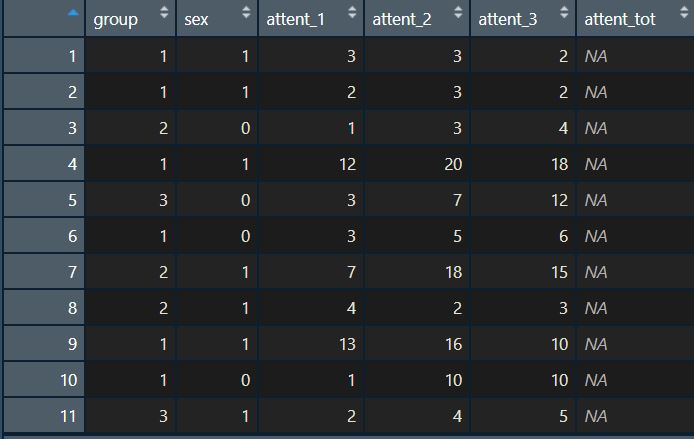 group sex attent_1 attent_2 attent_3 attent_tot
1 1 1 3 3 2 NA
2 1 1 2 3 2 NA
3 2 0 1 3 4 NA
4 1 1 12 20 18 NA
5 3 0 3 7 12 NA
6 1 0 3 5 6 NA
7 2 1 7 18 15 NA
8 2 1 4 2 3 NA
9 1 1 13 16 10 NA
10 1 0 1 10 10 NA
11 3 1 2 4 5 NA